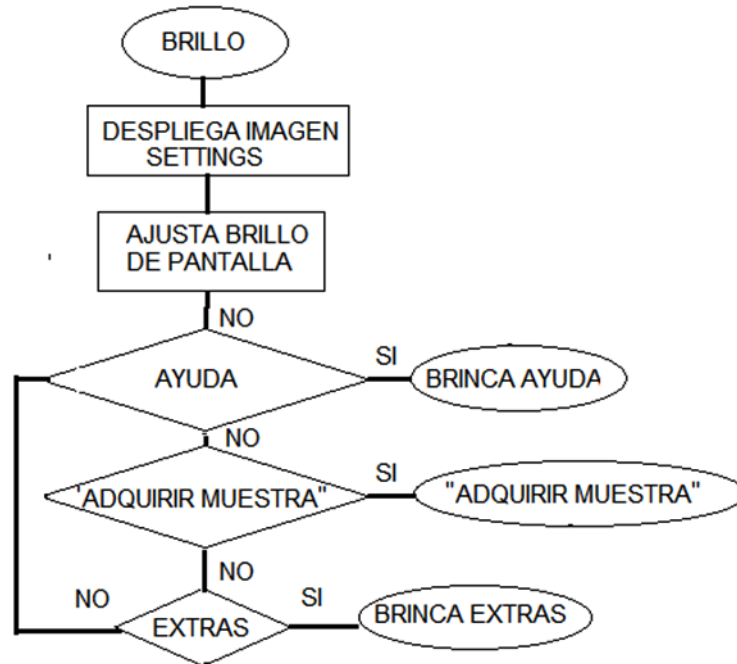 BRILLO
DESPLIEGA IMAGEN
SETTINGS
AJUSTA BRILLO
DE PANTALLA
NO
AYUDA
SI
BRINCA AYUDA
NO
'ADQUIRIR MUESTRA"
SI
"ADQUIRIR MUESTRA"
NO
NO
EXTRAS
SI
BRINCA EXTRAS